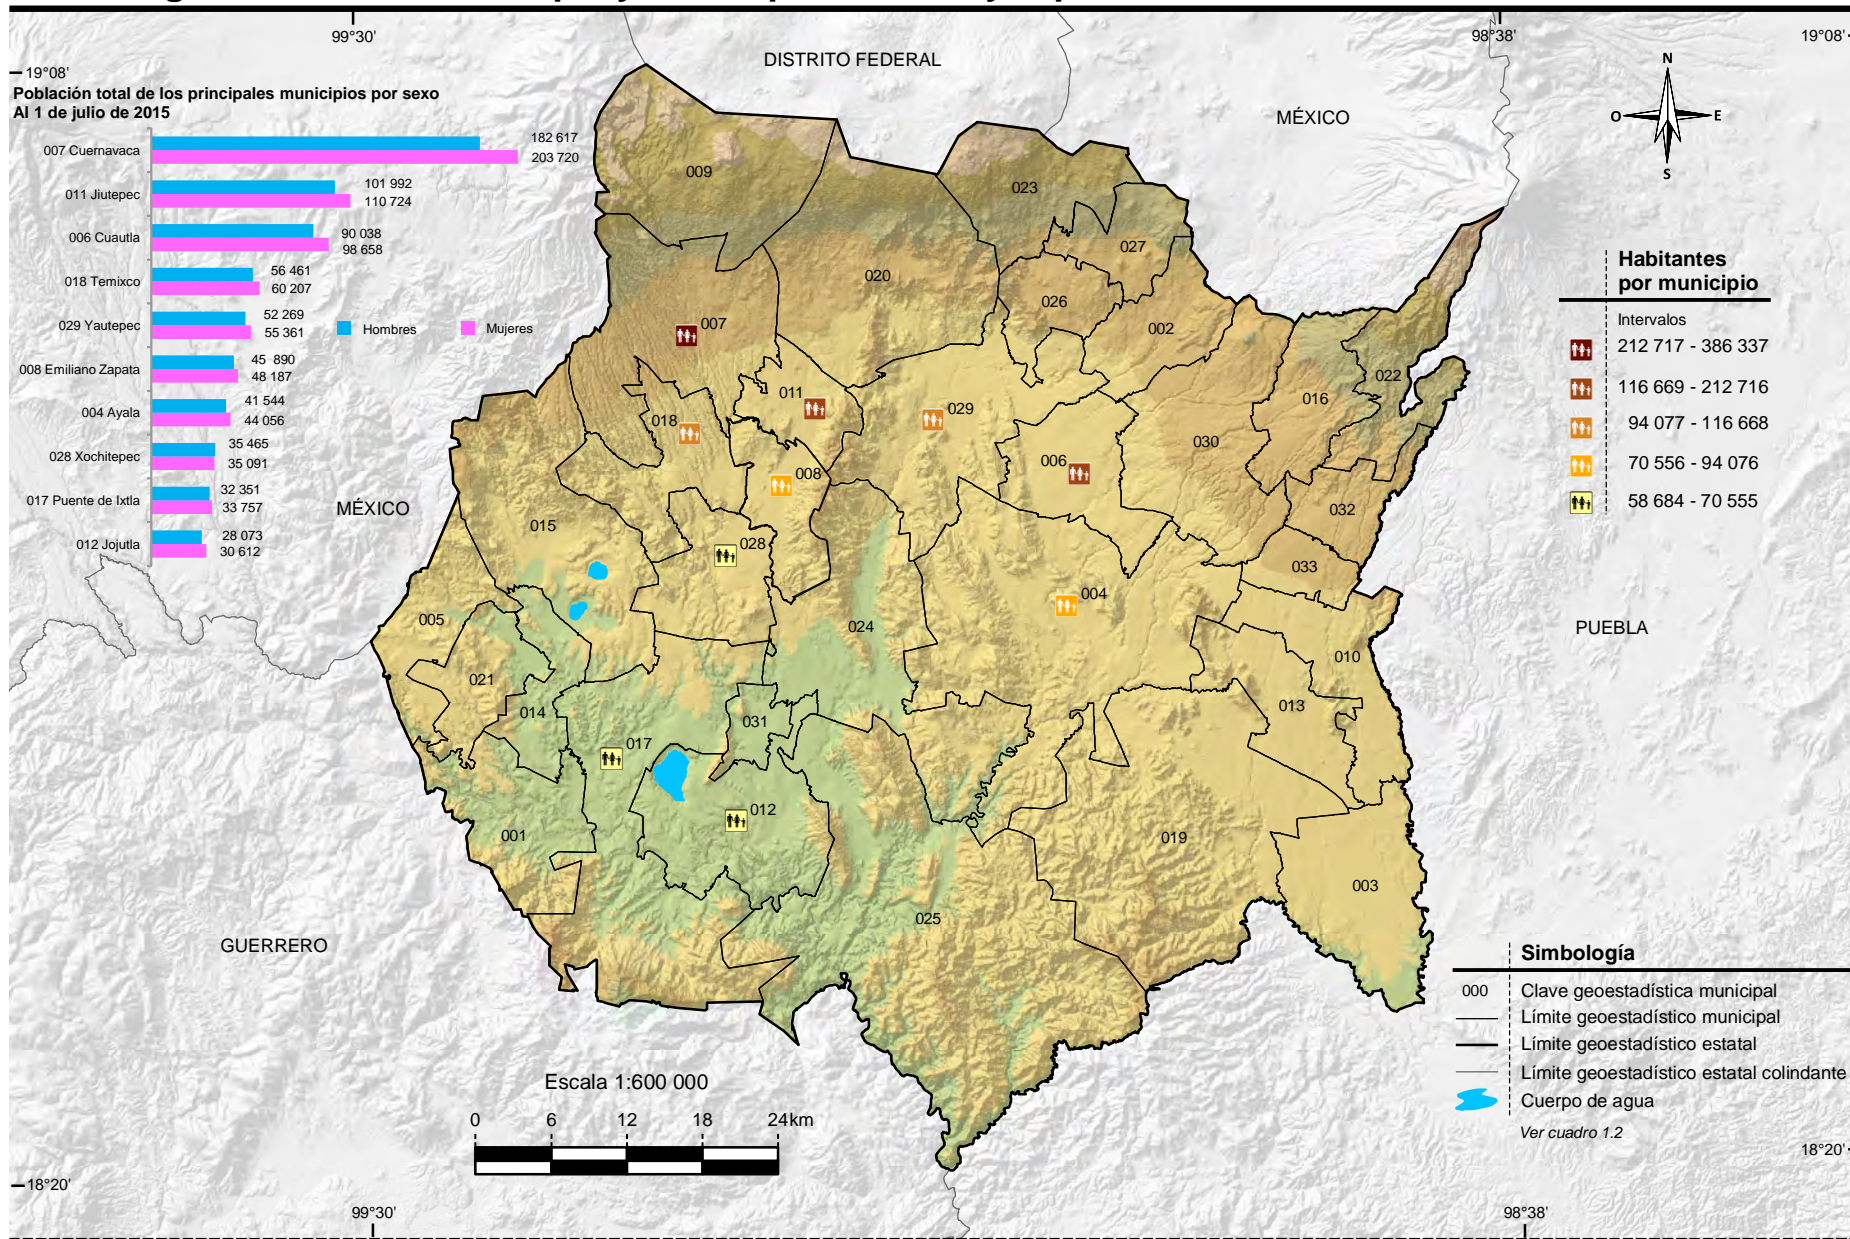 99°30'
98°38'
19°08'
19°08'
DISTRITO FEDERAL
MÉXICO
N
O
E
S
Población total de los principales municipios por sexo
Al 1 de julio de 2015
007 Cuernavaca
182 617
203 720
011 Jiutepec
101 992
110 724
006 Cuautla
90 038
98 658
018 Temixco
56 461
60 207
029 Yautepec
52 269
55 361
Hombres
Mujeres
008 Emiliano Zapata
45 890
48 187
004 Ayala
41 544
44 056
028 Xochitepec
35 465
35 091
017 Puente de Ixtla
32 351
33 757
012 Jojutla
28 073
30 612
MÉXICO
GUERRERO
PUEBLA
009
023
027
020
026
002
007
022
016
011
029
018
030
006
008
032
015
028
033
004
005
024
010
021
013
014
031
017
012
001
019
003
025
Habitantes
por municipio
Intervalos
212 717 - 386 337
116 669 - 212 716
94 077 - 116 668
70 556 - 94 076
58 684 - 70 555
Simbología
000 Clave geoestadística municipal
Límite geoestadístico municipal
Límite geoestadístico estatal
Límite geoestadístico estatal colindante
Cuerpo de agua
Ver cuadro 1.2
Escala 1:600 000
0 6 12 18 24km
18°20'
18°20'
99°30'
98°38'